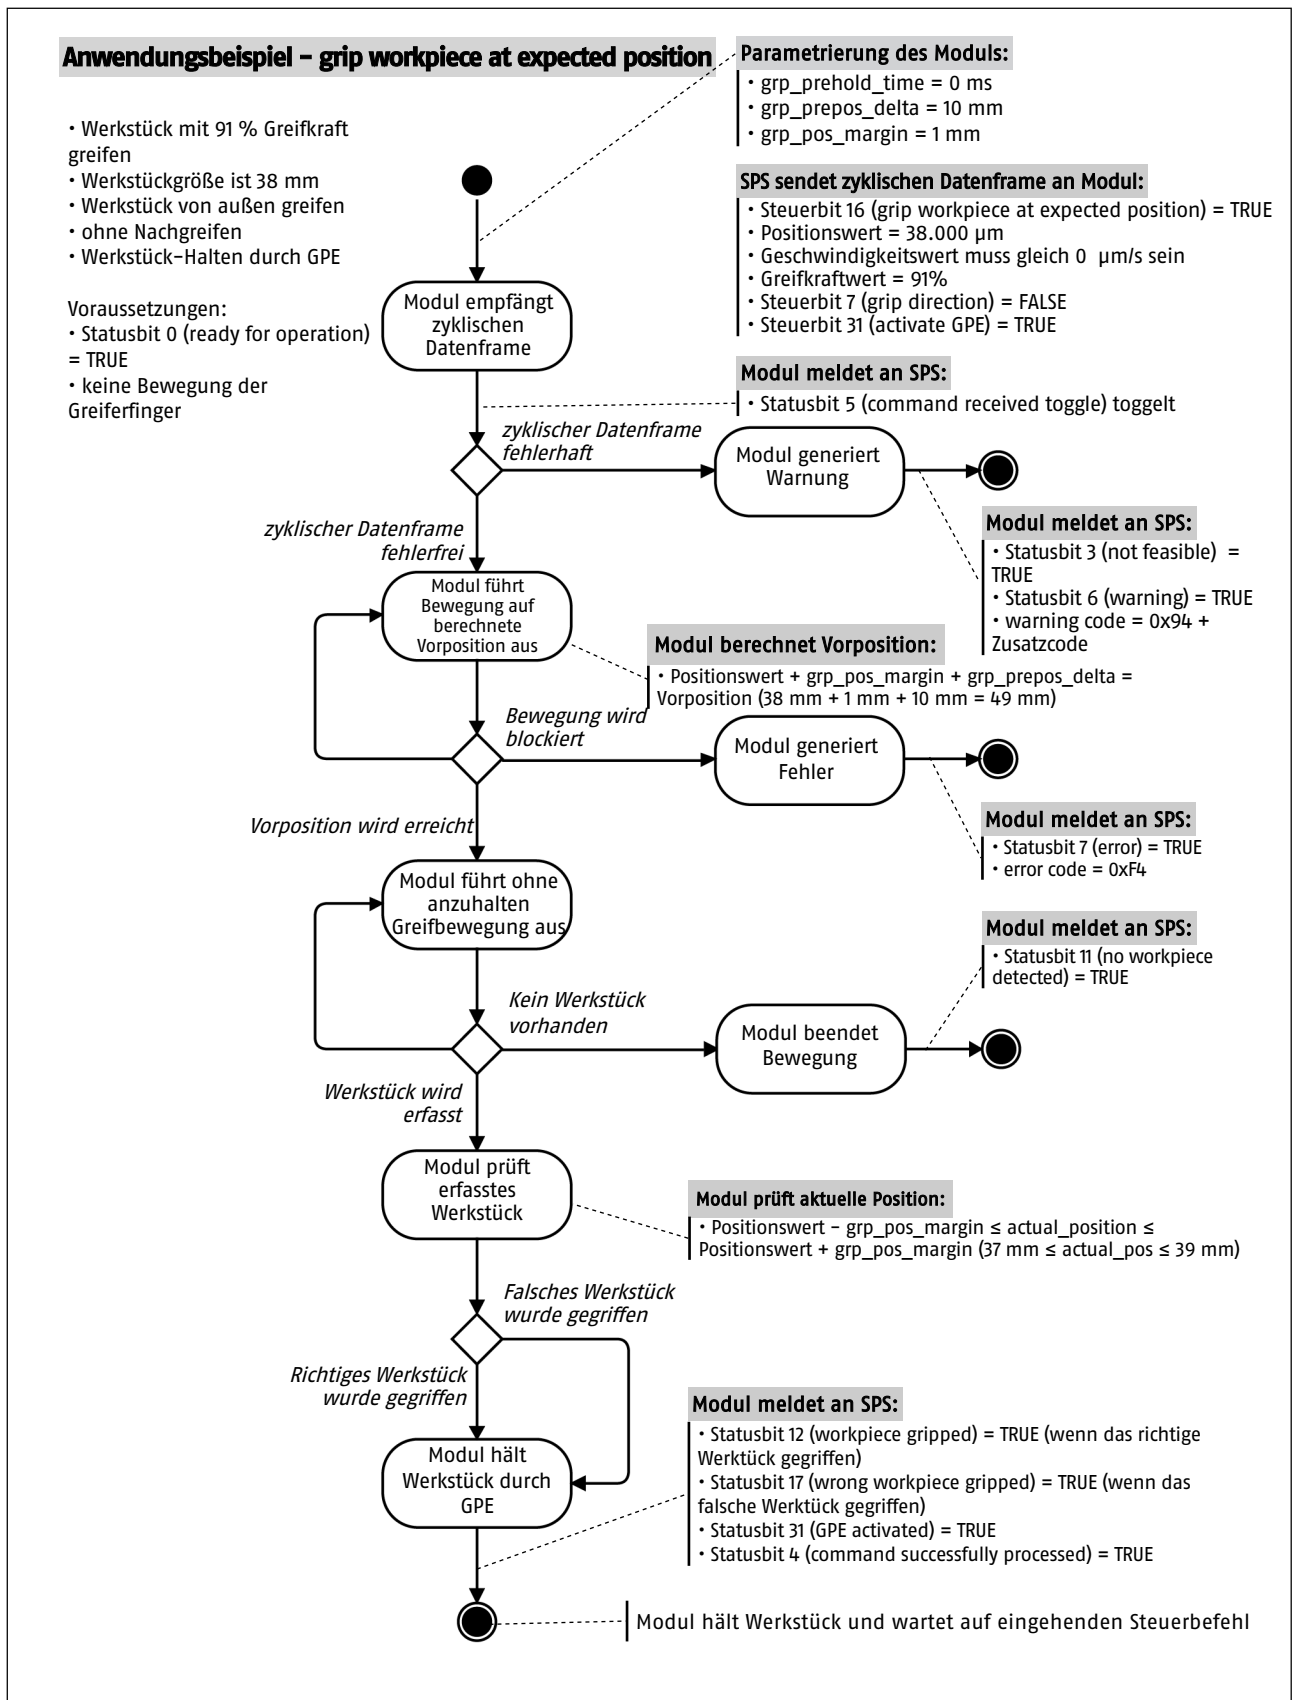 Anwendungsbeispiel – grip workpiece at expected position
Parametrierung des Moduls:
• grp_prehold_time = 0 ms
• grp_prepos_delta = 10 mm
• grp_pos_margin = 1 mm
• Werkstück mit 91 % Greifkraft
greifen
• Werkstückgröße ist 38 mm
• Werkstück von außen greifen
• ohne Nachgreifen
• Werkstück-Halten durch GPE
Voraussetzungen:
• Statusbit 0 (ready for operation)
= TRUE
• keine Bewegung der
Greiferfinger
SPS sendet zyklischen Datenframe an Modul:
• Steuerbit 16 (grip workpiece at expected position) = TRUE
• Positionswert = 38.000 µm
• Geschwindigkeitswert muss gleich 0 µm/s sein
• Greifkraftwert = 91%
• Steuerbit 7 (grip direction) = FALSE
• Steuerbit 31 (activate GPE) = TRUE
Modul empfängt
zyklischen
Datenframe
Modul meldet an SPS:
• Statusbit 5 (command received toggle) toggelt
zyklischer Datenframe
fehlerhaft
Modul generiert
Warnung
Modul meldet an SPS:
• Statusbit 3 (not feasible) =
TRUE
• Statusbit 6 (warning) = TRUE
• warning code = 0x94 +
Zusatzcode
zyklischer Datenframe
fehlerfrei
Modul führt
Bewegung auf
berechnete
Vorposition aus
Modul berechnet Vorposition:
• Positionswert + grp_pos_margin + grp_prepos_delta =
Vorposition (38 mm + 1 mm + 10 mm = 49 mm)
Bewegung wird
blockiert
Modul generiert
Fehler
Modul meldet an SPS:
• Statusbit 7 (error) = TRUE
• error code = 0xF4
Vorposition wird erreicht
Modul führt ohne
anzuhalten
Greifbewegung aus
Modul meldet an SPS:
• Statusbit 11 (no workpiece
detected) = TRUE
Kein Werkstück
vorhanden
Modul beendet
Bewegung
Werkstück wird
erfasst
Modul prüft
erfasstes
Werkstück
Modul prüft aktuelle Position:
• Positionswert – grp_pos_margin ≤ actual_position ≤
Positionswert + grp_pos_margin (37 mm ≤ actual_pos ≤ 39 mm)
Falsches Werkstück
wurde gegriffen
Richtiges Werkstück
wurde gegriffen
Modul hält
Werkstück durch
GPE
Modul meldet an SPS:
• Statusbit 12 (workpiece gripped) = TRUE (wenn das richtige
Werktück gegriffen)
• Statusbit 17 (wrong workpiece gripped) = TRUE (wenn das
falsche Werktück gegriffen)
• Statusbit 31 (GPE activated) = TRUE
• Statusbit 4 (command successfully processed) = TRUE
Modul hält Werkstück und wartet auf eingehenden Steuerbefehl